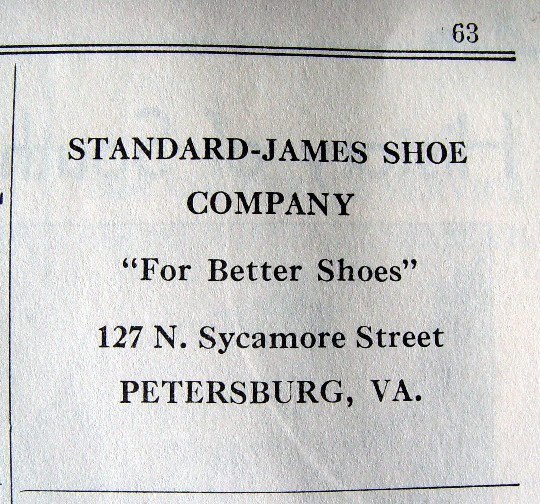 63
STANDARD-JAMES SHOE
COMPANY
“For Better Shoes”
127 N. Sycamore Street
PETERSBURG, VA.